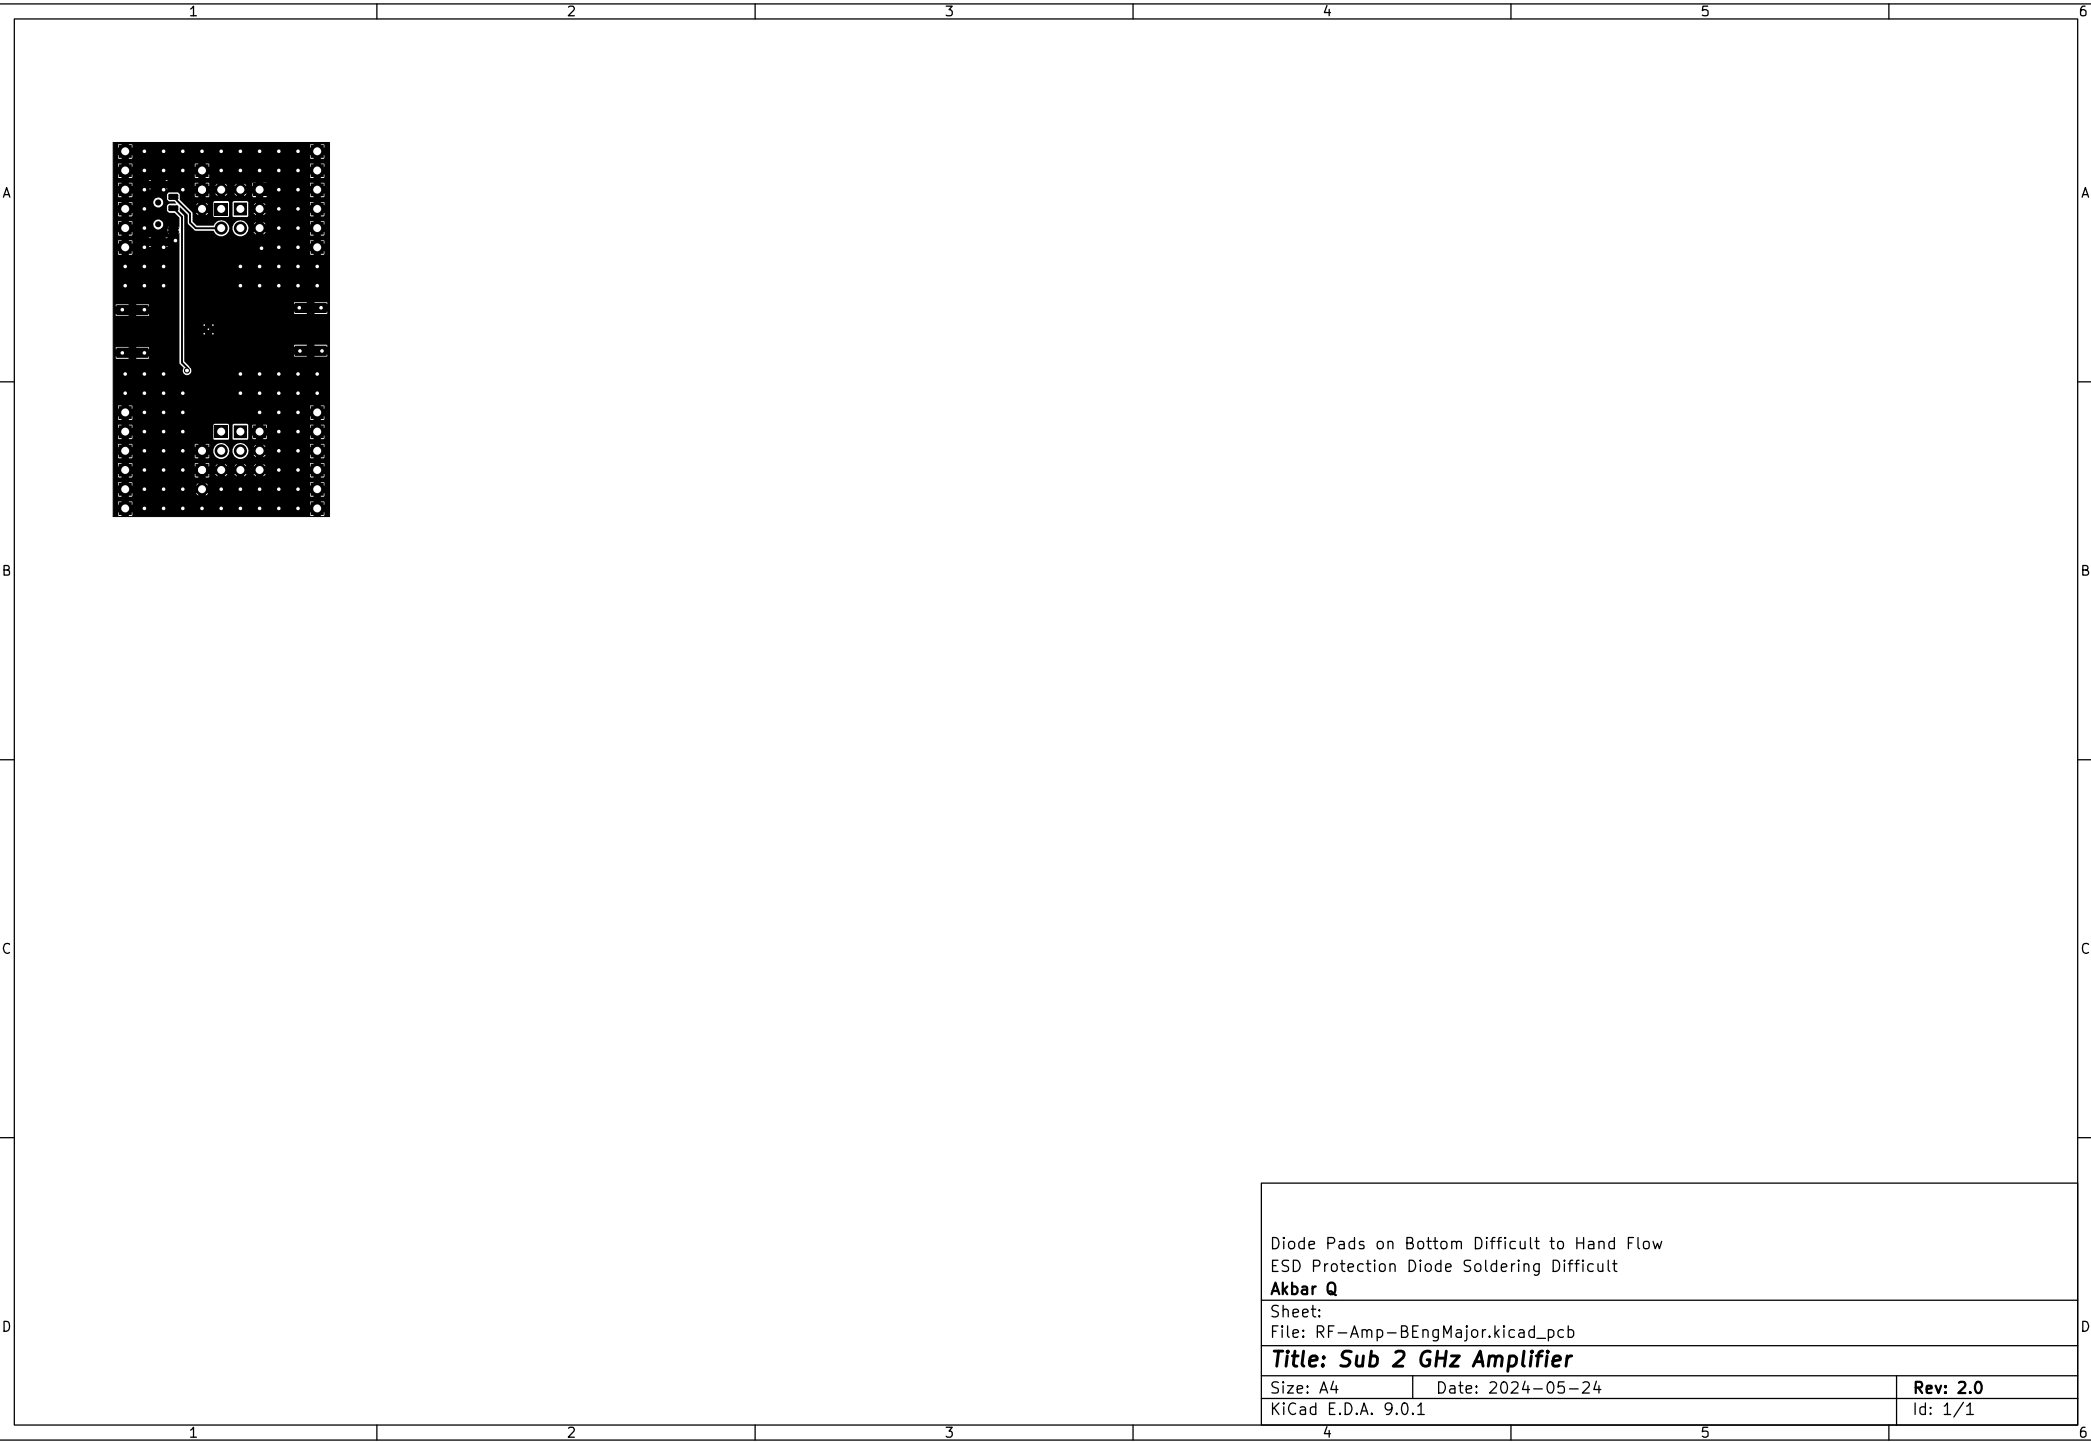 1 2 3 4 5 6
A A
B B
C C
Diode Pads on Bottom Difficult to Hand Flow
ESD Protection Diode Soldering Difficult
Akbar Q
Sheet:
D D
File: RF-Amp-BEngMajor.kicad_pcb
Title: Sub 2 GHz Amplifier
Size: A4 Date: 2024-05-24 Rev: 2.0
KiCad E.D.A. 9.0.1 Id: 1/1
1 2 3 4 5 6